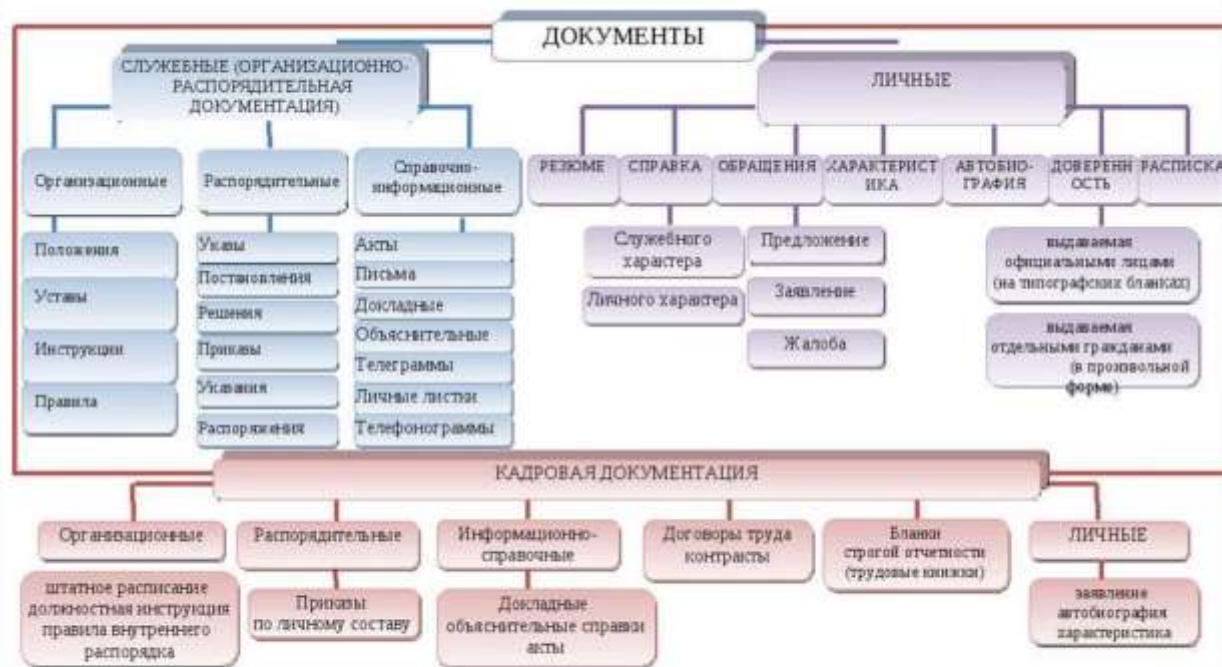 ДОКУМЕНТЫ
СЛУЖЕБНЫЕ (ОРГАНИЗАЦИОННО-
РАСПОРЯДИТЕЛЬНАЯ
ДОКУМЕНТАЦИЯ)
ЛИЧНЫЕ
Организационные
Распорядительные
Справочно-
информационные
РЕЗЮМЕ
СПРАВКА
ОБРАЩЕНИЯ
ХАРАКТЕРИСТ
ИКА
АВТОБИО-
ГРАФИЯ
ДОВЕРЕНН
ОСТЬ
РАСПИСКА
Положения
Уставы
Инструкции
Правила
Указы
Постановления
Решения
Приказы
Указания
Распоряжения
Акты
Письма
Докладные
Объяснительные
Телеграммы
Личные листки
Телефонограммы
Служебного
характера
Личного характера
Предложение
Заявление
Жалоба
выдаваемая
официальными лицами
(на типографских бланках)
выдаваемая
отдельными гражданами
(в произвольной
форме)
КАДРОВАЯ ДОКУМЕНТАЦИЯ
Организационные
Распорядительные
Информационно-
справочные
Договоры труда
контракты
Бланки
строгой отчетности
(трудовые книжки)
ЛИЧНЫЕ
штатное расписание
должностная инструкция
правила внутреннего
распорядка
Приказы
по личному составу
Докладные
объяснительные справки
акты
заявление
автобиография
характеристика